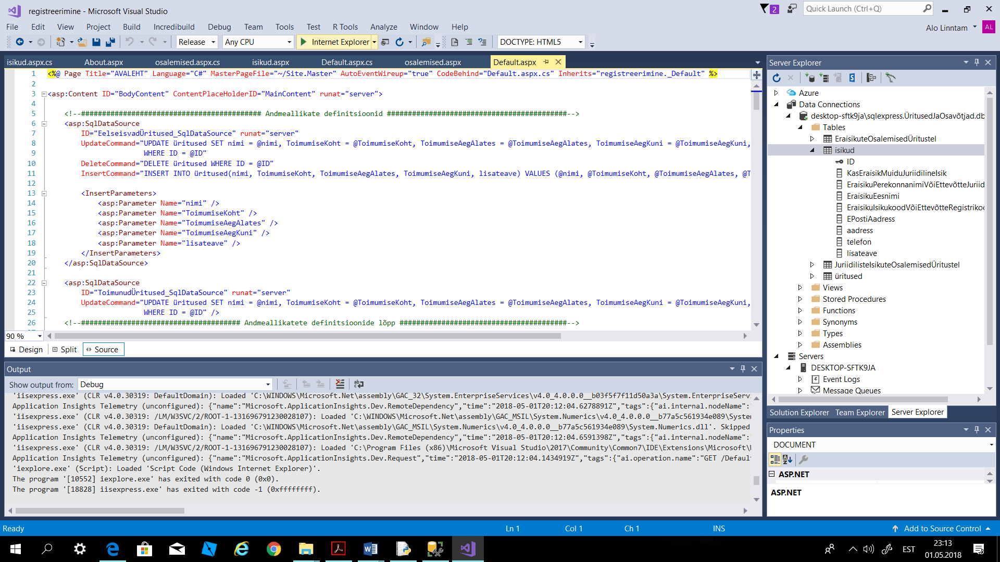 registreerimine - Microsoft Visual Studio
2
Quick Launch (Ctrl+Q)
File Edit View Project Build Incredibuild Debug Team Tools Test R Tools Analyze Window Help
Alo Linntam AL
Release Any CPU Internet Explorer DOCTYPE: HTML5
isikud.aspx.cs About.aspx osalemised.aspx.cs isikud.aspx Default.aspx.cs osalemised.aspx Default.aspx
1 <%@ Page Title="AVALEHT" Language="C#" MasterPageFile="~/Site.Master" AutoEventWireup="true" CodeBehind="Default.aspx.cs" Inherits="registreerimine._Default" %>
2
3 <asp:Content ID="BodyContent" ContentPlaceHolderID="MainContent" runat="server">
4
5 <!--########################################### Andmeallikate definitsioonid ###########################################-->
6 <asp:SqlDataSource
7 ID="EelseisvadÜritused_SqlDataSource" runat="server"
8 UpdateCommand="UPDATE üritused SET nimi = @nimi, ToimumiseKoht = @ToimumiseKoht, ToimumiseAegAlates = @ToimumiseAegAlates, ToimumiseAegKuni = @ToimumiseAegKuni,
9 WHERE ID = @ID"
10 DeleteCommand="DELETE üritused WHERE ID = @ID"
11 InsertCommand="INSERT INTO üritused(nimi, ToimumiseKoht, ToimumiseAegAlates, ToimumiseAegKuni, lisateave) VALUES (@nimi, @ToimumiseKoht, @ToimumiseAegAlates, @T
12
13 <InsertParameters>
14 <asp:Parameter Name="nimi" />
15 <asp:Parameter Name="ToimumiseKoht" />
16 <asp:Parameter Name="ToimumiseAegAlates" />
17 <asp:Parameter Name="ToimumiseAegKuni" />
18 <asp:Parameter Name="lisateave" />
19 </InsertParameters>
20 </asp:SqlDataSource>
21
22 <asp:SqlDataSource
23 ID="ToimunudÜritused_SqlDataSource" runat="server"
24 UpdateCommand="UPDATE üritused SET nimi = @nimi, ToimumiseKoht = @ToimumiseKoht, ToimumiseAegAlates = @ToimumiseAegAlates, ToimumiseAegKuni = @ToimumiseAegKuni,
25 WHERE ID = @ID" />
26 <!--###################################### Andmeallikatete definitsioonide lõpp ########################################-->
90 %
Design Split Source
Output
Show output from: Debug
'iisexpress.exe' (CLR v4.0.30319: DefaultDomain): Loaded 'C:\WINDOWS\Microsoft.Net\assembly\GAC_32\System.EnterpriseServices\v4.0_4.0.0.0__b03f5f7f11d50a3a\System.EnterpriseServi
Application Insights Telemetry (unconfigured): {"name":"Microsoft.ApplicationInsights.Dev.RemoteDependency","time":"2018-05-01T20:12:04.6278891Z","tags":{"ai.internal.nodeName":
'iisexpress.exe' (CLR v4.0.30319: /LM/W3SVC/2/ROOT-1-131696791230028107): Loaded 'C:\WINDOWS\Microsoft.Net\assembly\GAC_MSIL\System.Numerics\v4.0_4.0.0.0__b77a5c561934e089\System
'iisexpress.exe' (CLR v4.0.30319: DefaultDomain): Loaded 'C:\WINDOWS\Microsoft.Net\assembly\GAC_MSIL\System.Numerics\v4.0_4.0.0.0__b77a5c561934e089\System.Numerics.dll'. Skipped
Application Insights Telemetry (unconfigured): {"name":"Microsoft.ApplicationInsights.Dev.RemoteDependency","time":"2018-05-01T20:12:04.6591398Z","tags":{"ai.internal.nodeName":
'iisexpress.exe' (CLR v4.0.30319: /LM/W3SVC/2/ROOT-1-131696791230028107): Loaded 'C:\Program Files (x86)\Microsoft Visual Studio\2017\Community\Common7\IDE\Extensions\Microsoft\
Application Insights Telemetry (unconfigured): {"name":"Microsoft.ApplicationInsights.Dev.Request","time":"2018-05-01T20:12:04.1434919Z","tags":{"ai.operation.name":"GET /Defaul
'iexplore.exe' (Script): Loaded 'Script Code (Windows Internet Explorer)'.
The program '[10552] iexplore.exe' has exited with code 0 (0x0).
The program '[18828] iisexpress.exe' has exited with code -1 (0xffffffff).
Server Explorer
Azure
Data Connections
desktop-sftk9ja\sqlexpress.ÜritusedJaOsavõtjad.db
Tables
EraisikuteOsalemisedÜritustel
isikud
ID
KasEraisikMuiduJuriidilineIsik
EraisikuPerekonnanimiVõiEttevõtteJuriid
EraisikuEesnimi
EraisikuIsikukoodVõiEttevõtteRegistrikoo
EPostiAadress
aadress
telefon
lisateave
JuriidilisteIsikuteOsalemisedÜritustel
üritused
Views
Stored Procedures
Functions
Synonyms
Types
Assemblies
Servers
DESKTOP-SFTK9JA
Event Logs
Message Queues
Solution Explorer Team Explorer Server Explorer
Properties
DOCUMENT
ASP.NET
ASP.NET
Ready Ln 1 Col 1 Ch 1 INS Add to Source Control
EST
23:13
01.05.2018